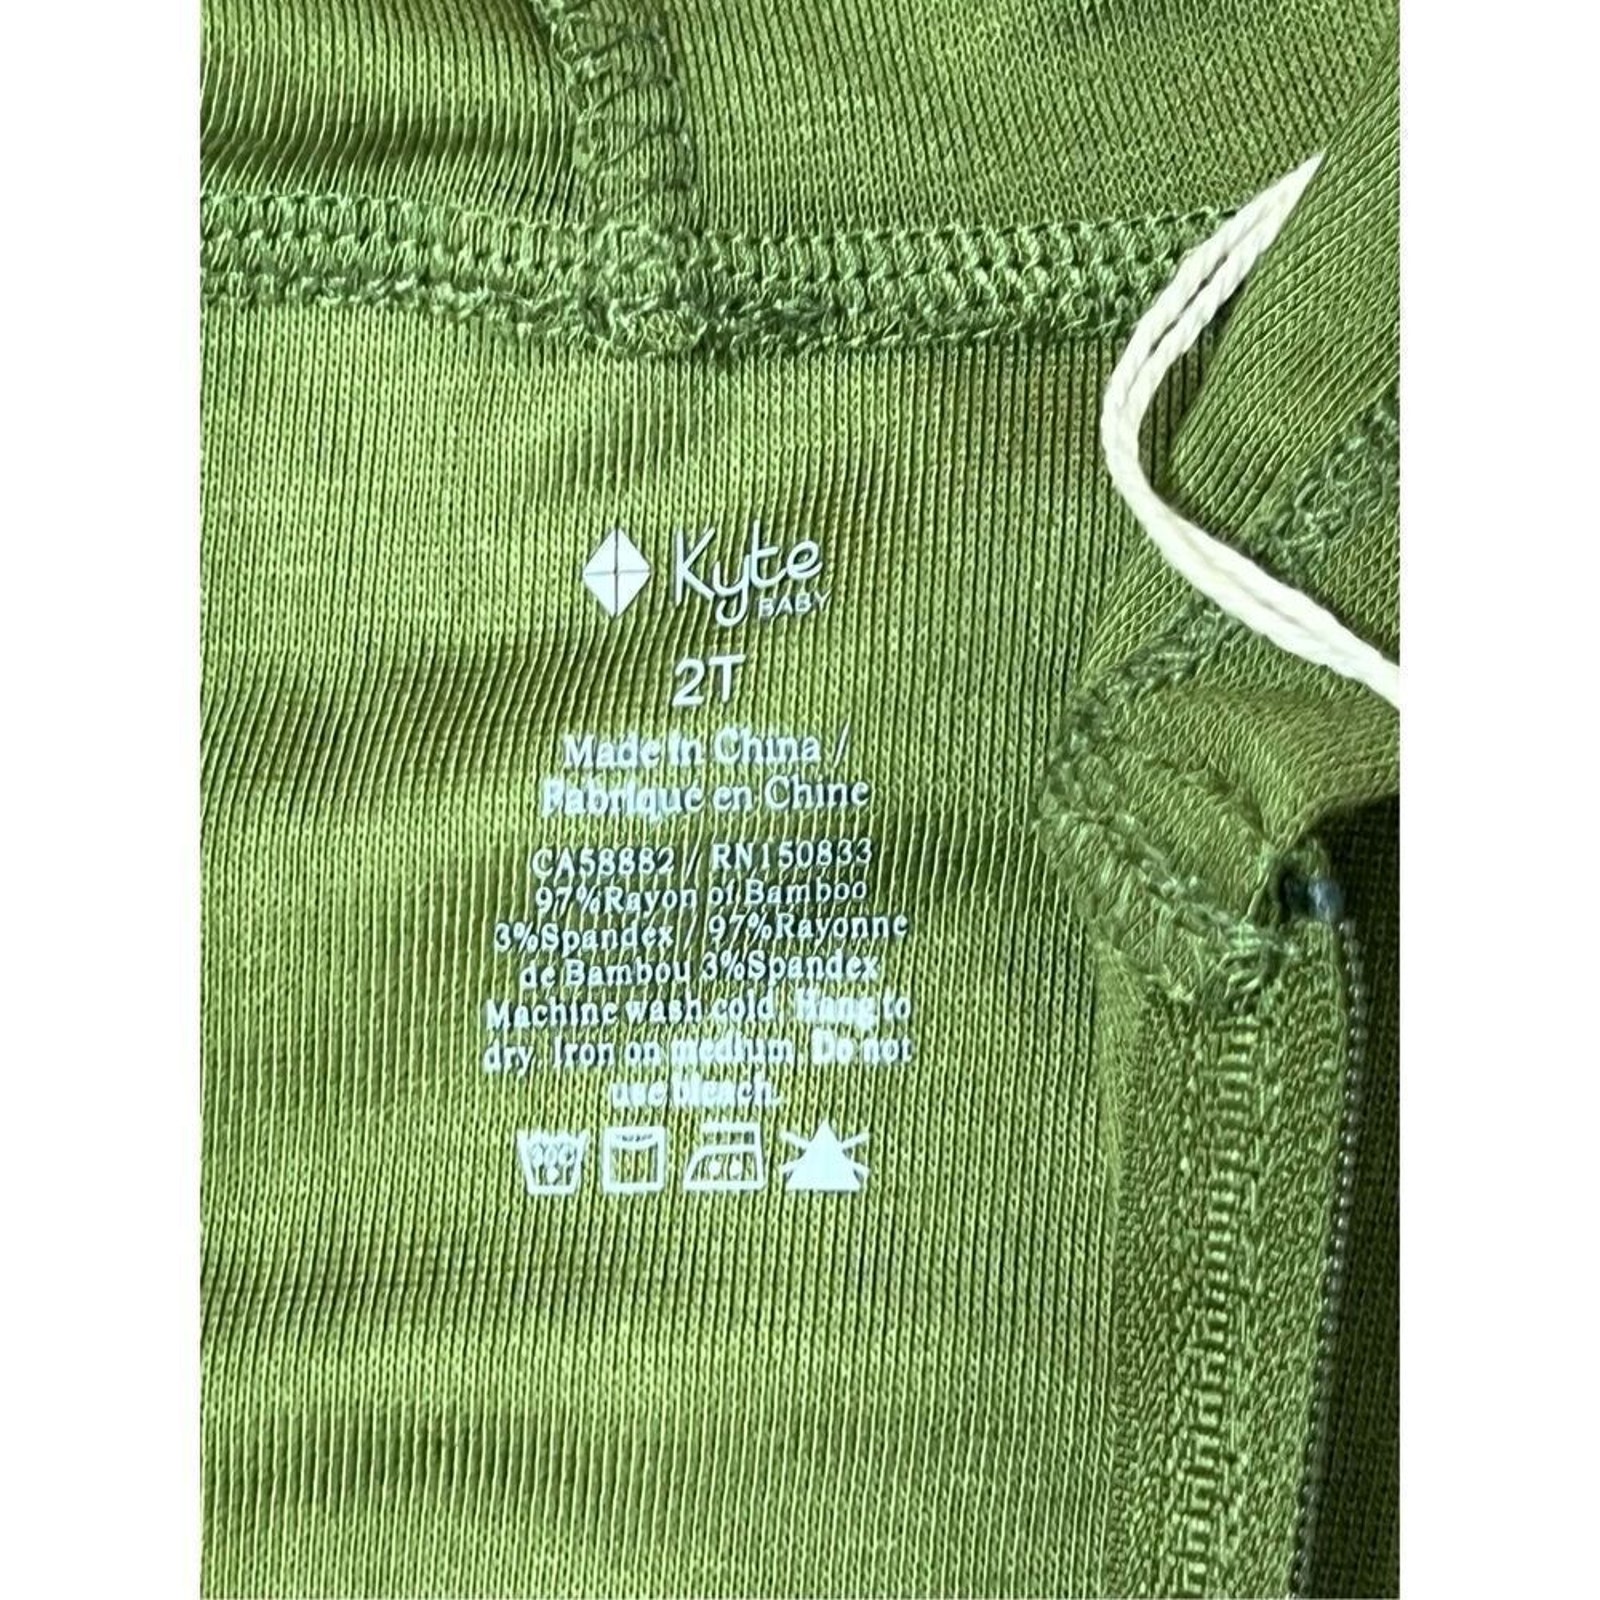 Kyte
BABY
2T
Made in China /
Fabriqué en Chine
CA58882 / RN150833
97%Rayon of Bamboo
3%Spandex / 97%Rayonne
de Bambou 3%Spandex
Machine wash cold. Hang to
dry. Iron on medium. Do not
use bleach.